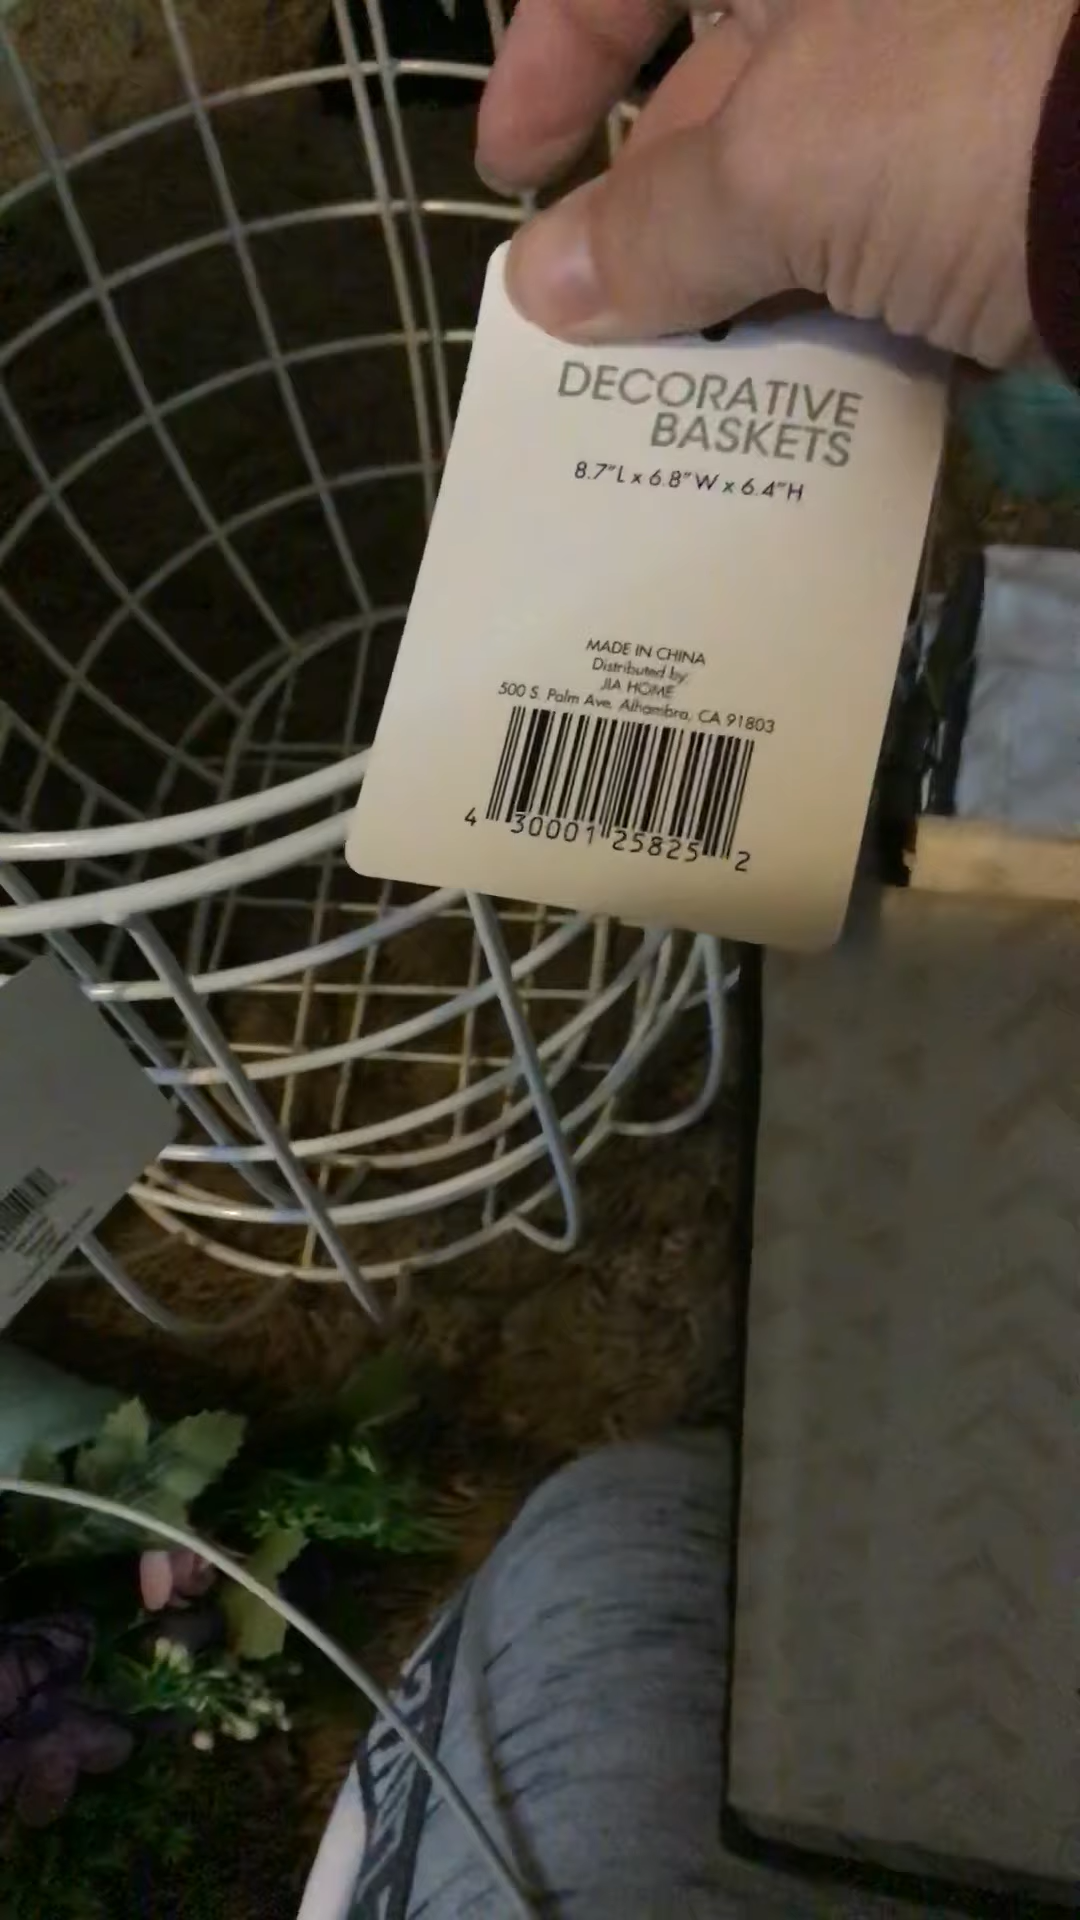 DECORATIVE
BASKETS
8.7"L x 6.8"W x 6.4"H
MADE IN CHINA
Distributed by:
JIA HOME
500 S. Palm Ave. Alhambra, CA 91803
4 30001 25825 2